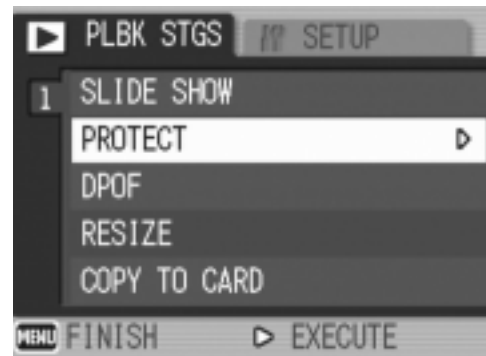 PLBK STGS SETUP
1 SLIDE SHOW
PROTECT
DPOF
RESIZE
COPY TO CARD
MENU FINISH EXECUTE